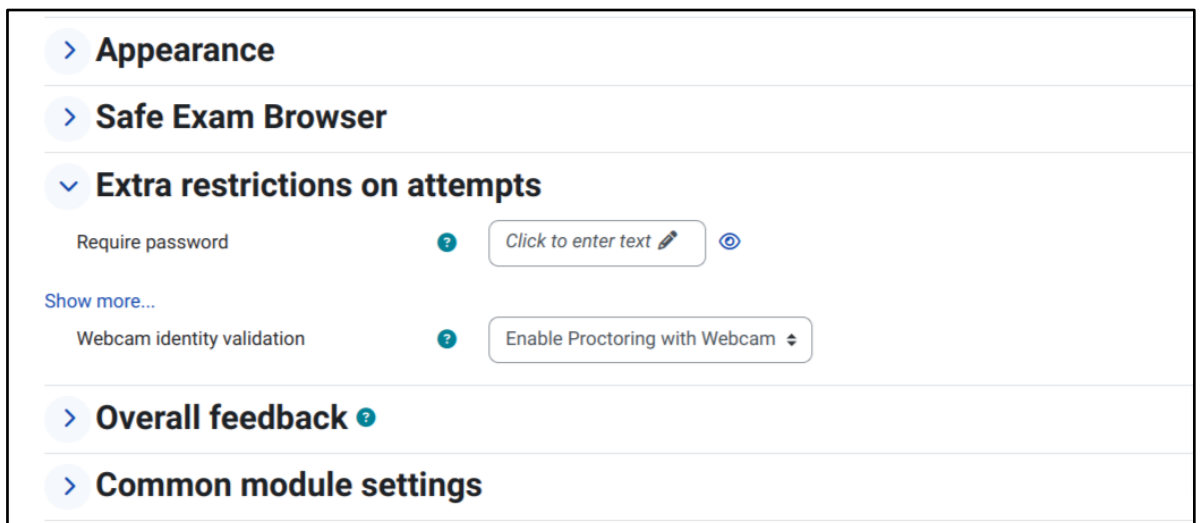 Appearance
Safe Exam Browser
Extra restrictions on attempts
Require password ? Click to enter text
Show more...
Webcam identity validation ? Enable Proctoring with Webcam
Overall feedback ?
Common module settings